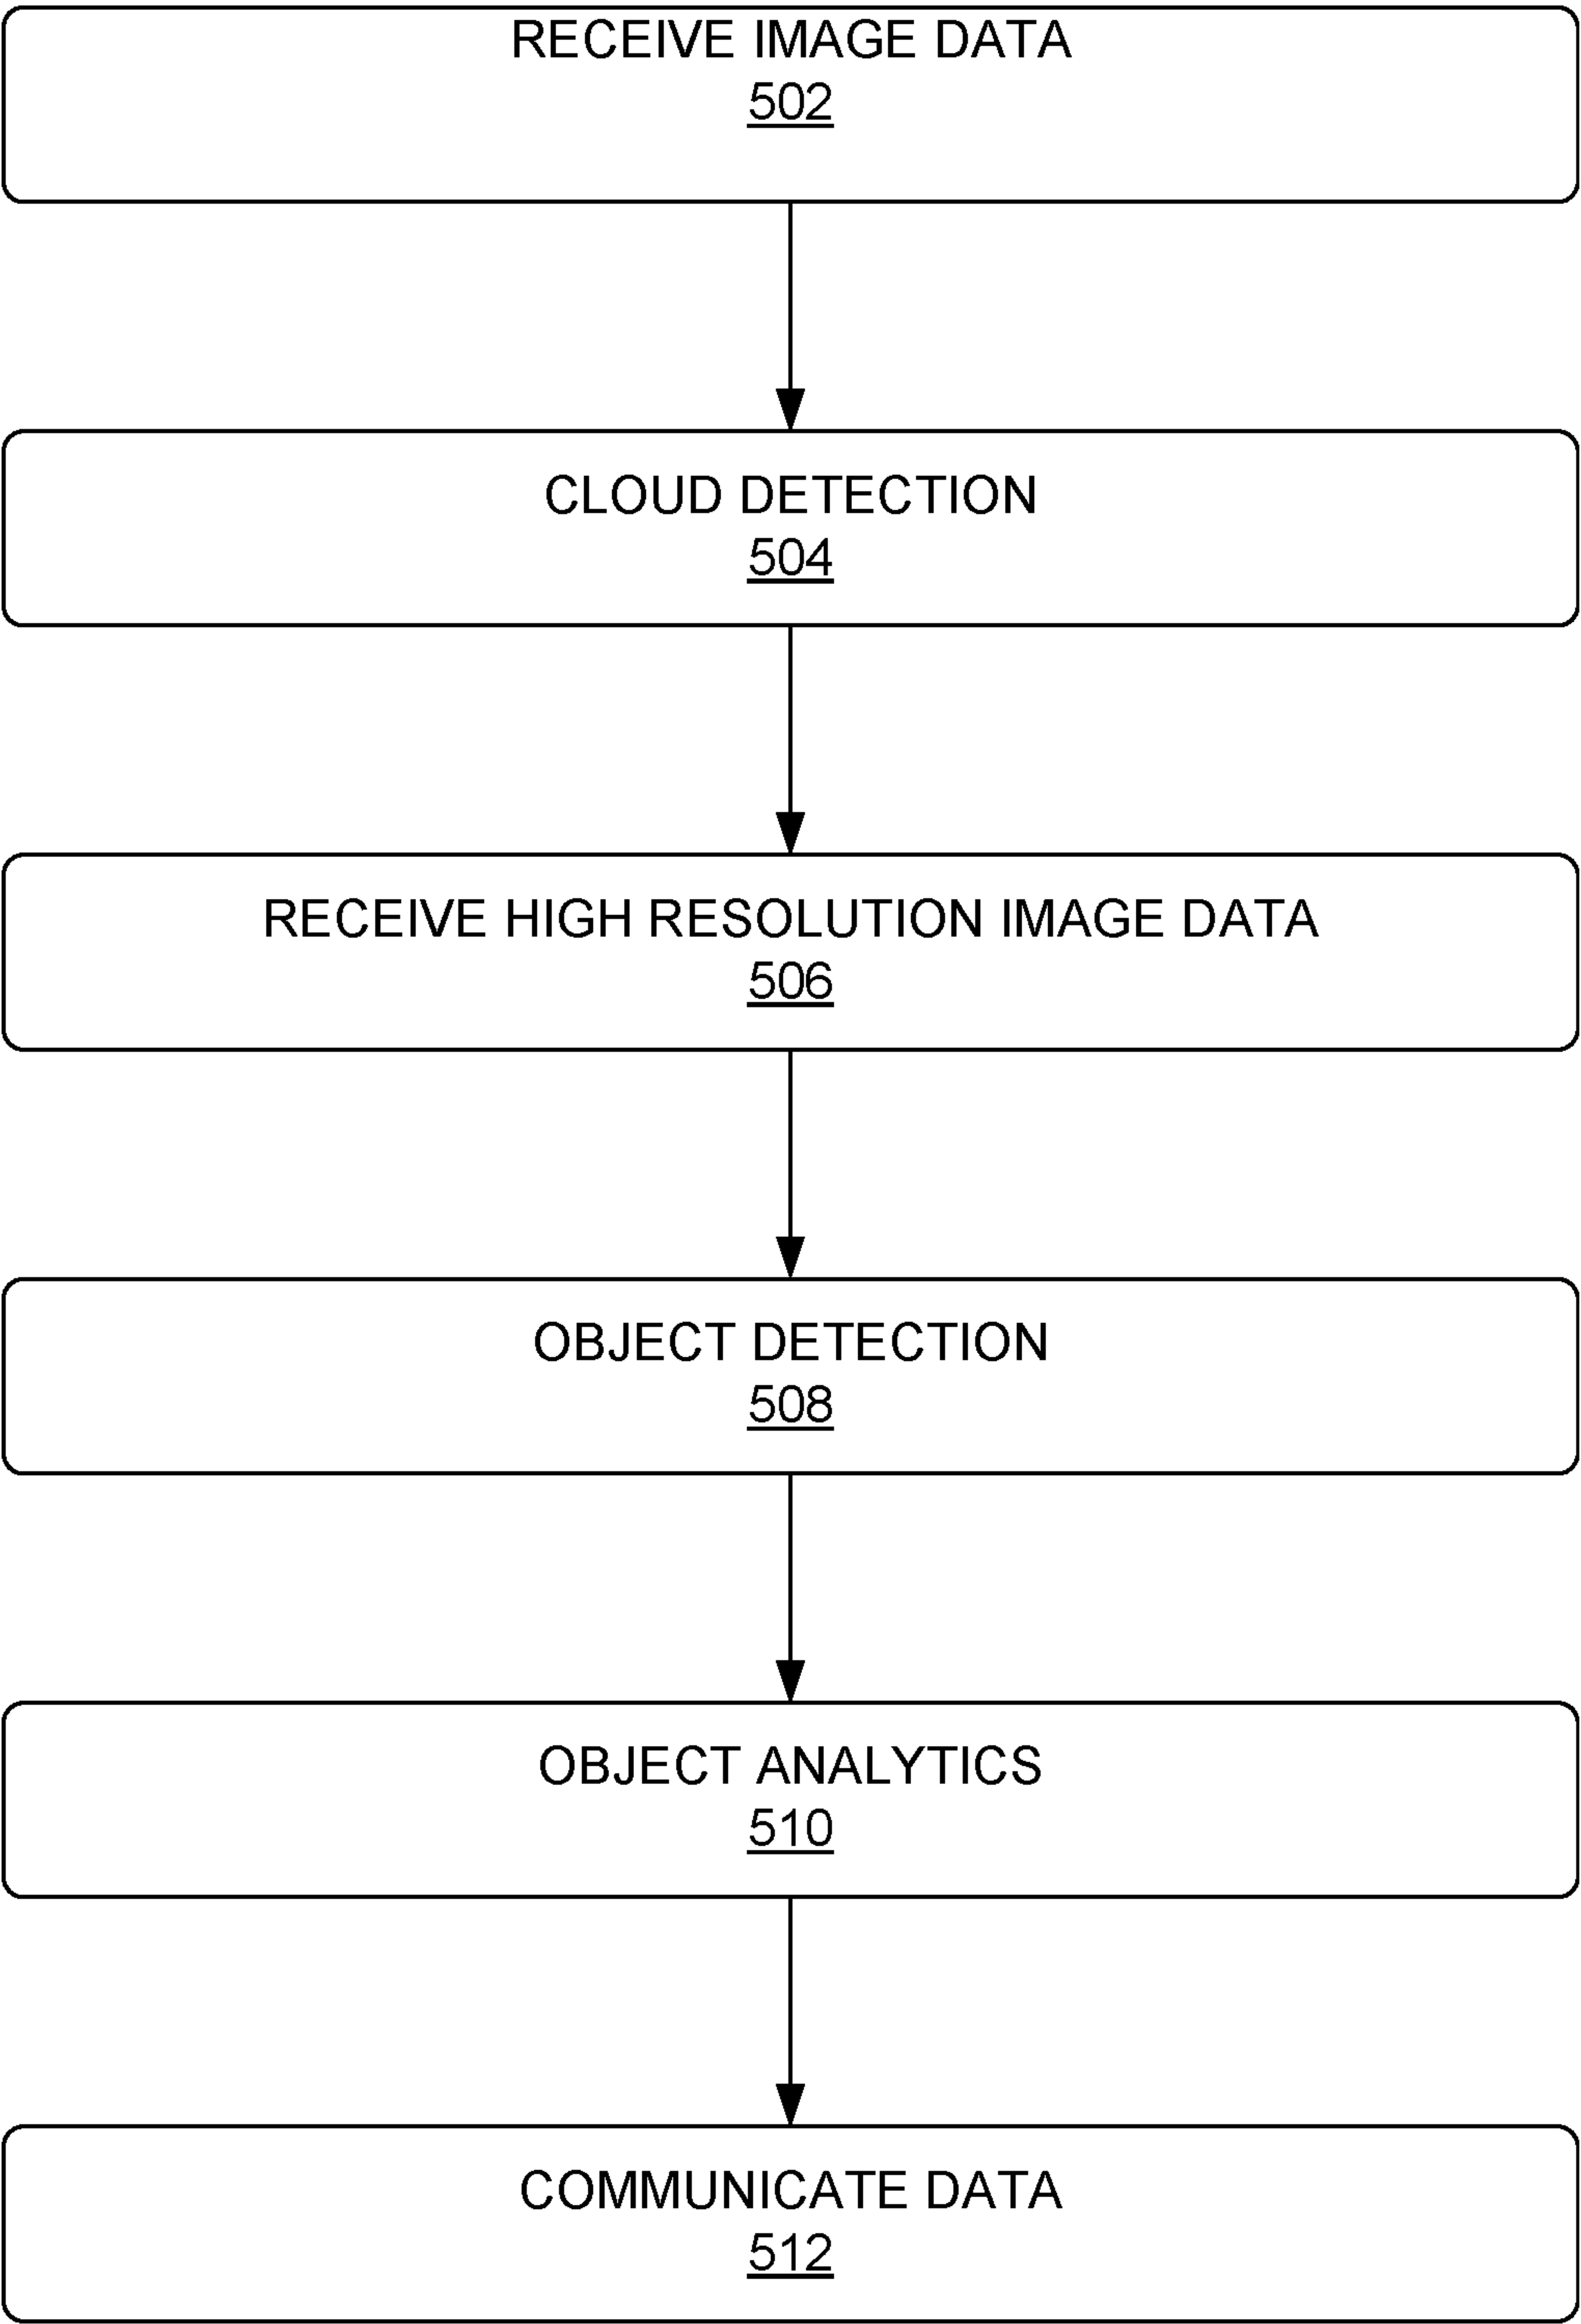 RECEIVE IMAGE DATA
502
CLOUD DETECTION
504
RECEIVE HIGH RESOLUTION IMAGE DATA
506
OBJECT DETECTION
508
OBJECT ANALYTICS
510
COMMUNICATE DATA
512